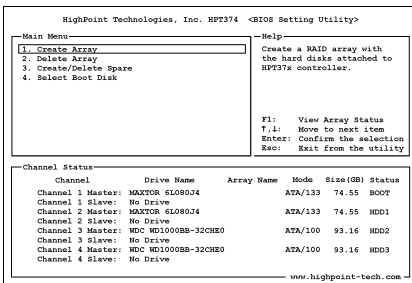 HighPoint Technologies, Inc. HPT374 <BIOS Setting Utility>
Main Menu
1. Create Array
2. Delete Array
3. Create/Delete Spare
4. Select Boot Disk
Help
Create a RAID array with
the hard disks attached to
HPT37x controller.
F1: View Array Status
↑,↓: Move to next item
Enter: Confirm the selection
Esc: Exit from the utility
Channel Status
Channel Drive Name Array Name Mode Size(GB) Status
Channel 1 Master: MAXTOR 6L080J4 ATA/133 74.55 BOOT
Channel 1 Slave: No Drive
Channel 2 Master: MAXTOR 6L080J4 ATA/133 74.55 HDD1
Channel 2 Slave: No Drive
Channel 3 Master: WDC WD1000BB-32CHE0 ATA/100 93.16 HDD2
Channel 3 Slave: No Drive
Channel 4 Master: WDC WD1000BB-32CHE0 ATA/100 93.16 HDD3
Channel 4 Slave: No Drive
www.highpoint-tech.com